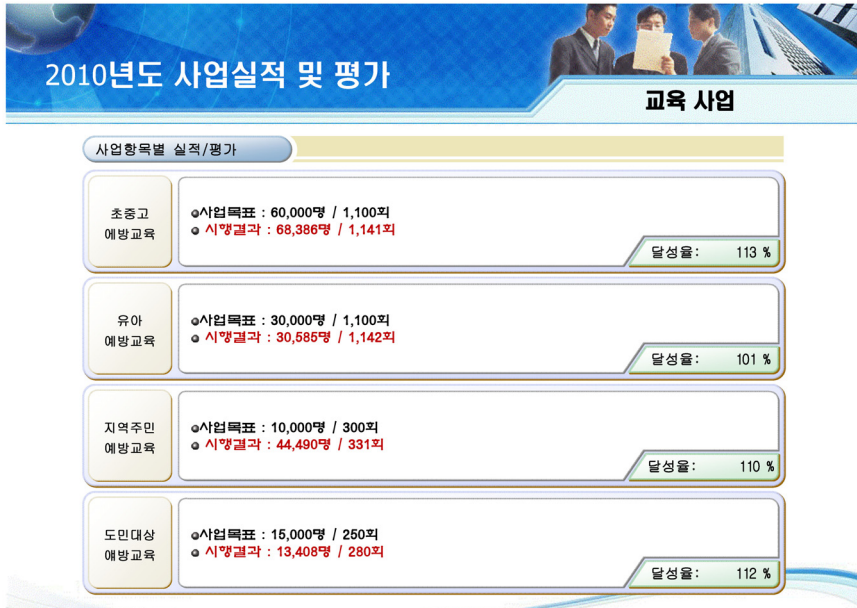 2010년도 사업실적 및 평가
교육 사업
사업항목별 실적/평가
초중고
에방교육
●사업목표 : 60,000명 / 1,100회
● 시행결과 : 68,386명 / 1,141회
달성율: 113 %
유아
예방교육
●사업목표 : 30,000명 / 1,100회
● 시행결과 : 30,585명 / 1,142회
달성율: 101 %
지역주민
예방교육
●사업목표 : 10,000명 / 300회
● 시행결과 : 44,490명 / 331회
달성율: 110 %
도민대상
얘방교육
●사업목표 : 15,000명 / 250회
● 시행결과 : 13,408명 / 280회
달성율: 112 %